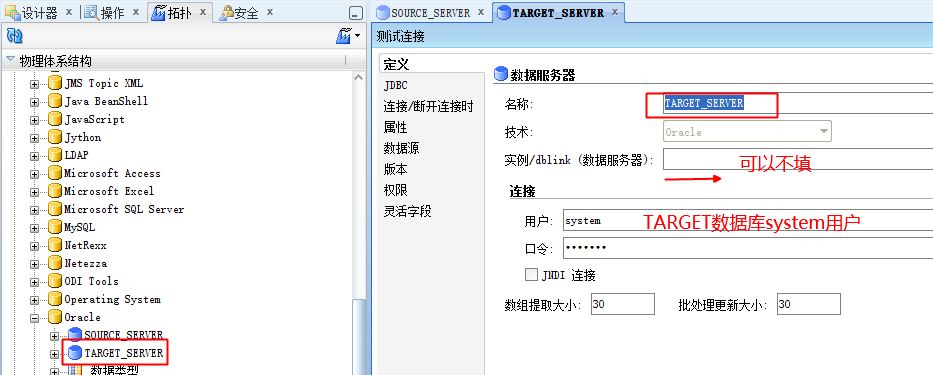 设计器 x 操作 x 拓扑 x 安全 x
物理体系结构
JMS Topic XML
Java BeanShell
JavaScript
Jython
LDAP
Microsoft Access
Microsoft Excel
Microsoft SQL Server
MySQL
NetRexx
Netezza
ODI Tools
Operating System
Oracle
SOURCE_SERVER
TARGET_SERVER
数据类型
SOURCE_SERVER x TARGET_SERVER x
测试连接
定义
JDBC
连接/断开连接时
属性
数据源
版本
权限
灵活字段
数据服务器
名称: TARGET_SERVER
技术: Oracle
实例/dblink (数据服务器): 可以不填
连接
用户: system TARGET数据库system用户
口令: •••••••
JNDI 连接
数组提取大小: 30 批处理更新大小: 30